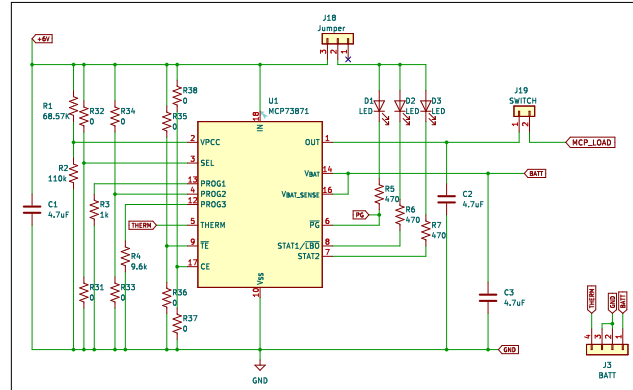 J18
Jumper
3 2 1
+6V
R1
68.57K
R32
0
R34
0
R38
0
R35
0
U1
MCP73871
18
IN
D1
LED
D2
LED
D3
LED
J19
SWITCH
1 2
MCP_LOAD
2 VPCC
OUT 1
3 SEL
VBAT 14
BATT
R2
110k
13 PROG1
4 PROG2
12 PROG3
VBAT_SENSE 16
R5
470
C1
4.7uF
R3
1k
THERM
5 THERM
PG
PG 6
R6
470
C2
4.7uF
R4
9.6k
9 TE
STAT1/LBO 8
R7
470
17 CE
STAT2 7
R31
0
R33
0
R36
0
R37
0
VSS
10
C3
4.7uF
GND
GND
THERM
GND
BATT
4 3 2 1
J3
BATT